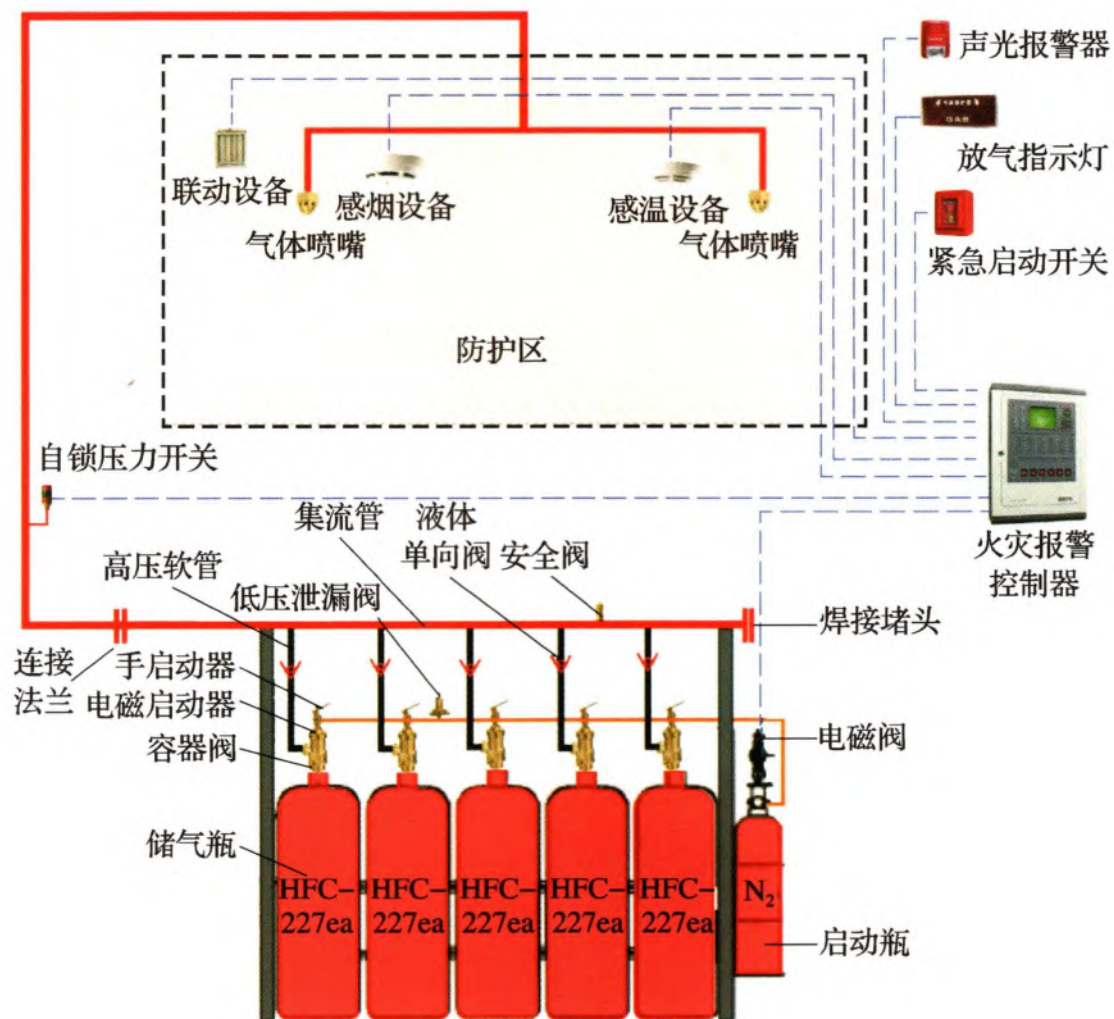 声光报警器
GAS
放气指示灯
联动设备
感烟设备
感温设备
气体喷嘴
气体喷嘴
紧急启动开关
防护区
自锁压力开关
集流管
液体
单向阀
安全阀
火灾报警
控制器
高压软管
低压泄漏阀
焊接堵头
连接
法兰
手启动器
电磁启动器
容器阀
电磁阀
储气瓶
HFC-
227ea
HFC-
227ea
HFC-
227ea
HFC-
227ea
HFC-
227ea
N₂
启动瓶